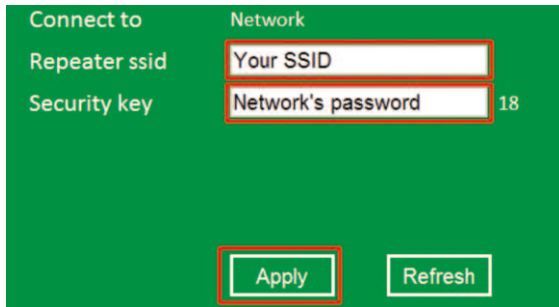 Connect to Network
Repeater ssid Your SSID
Security key Network's password 18
Apply Refresh